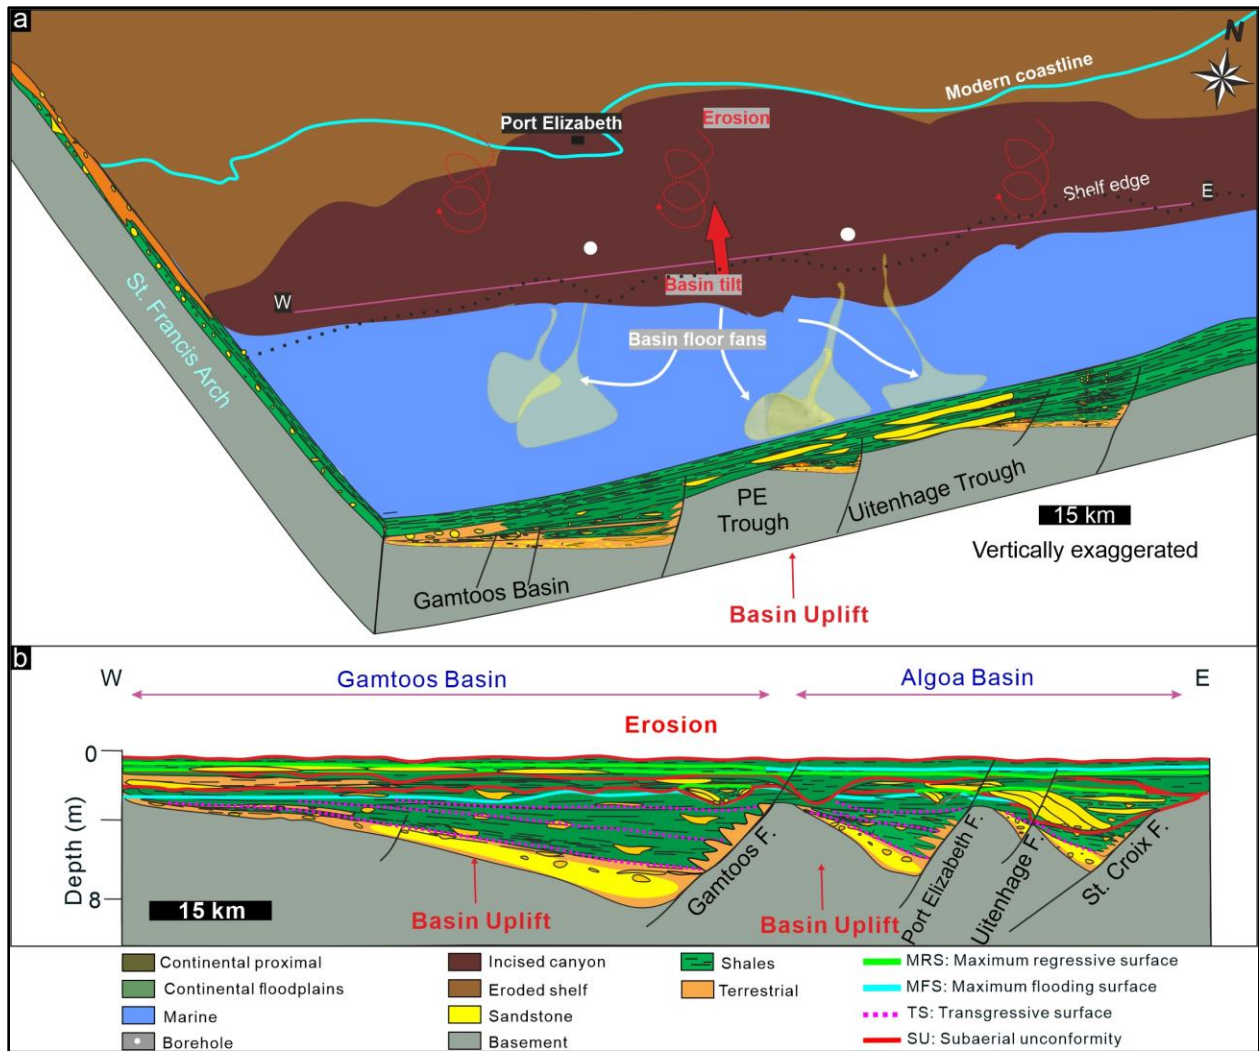 a
N
Modern coastline
Port Elizabeth
Erosion
Shelf edge
E
W
Basin tilt
Basin floor fans
St. Francis Arch
PE
Trough
Uitenhage Trough
15 km
Vertically exaggerated
Gamtoos Basin
Basin Uplift
b
W
Gamtoos Basin
Algoa Basin
E
Erosion
0
Depth (m)
8
15 km
Basin Uplift
Gamtoos F.
Basin Uplift
Port Elizabeth F.
Uitenhage F.
St. Croix F.
Continental proximal
Incised canyon
Shales
MRS: Maximum regressive surface
Continental floodplains
Eroded shelf
Terrestrial
MFS: Maximum flooding surface
Marine
Sandstone
TS: Transgressive surface
Borehole
Basement
SU: Subaerial unconformity